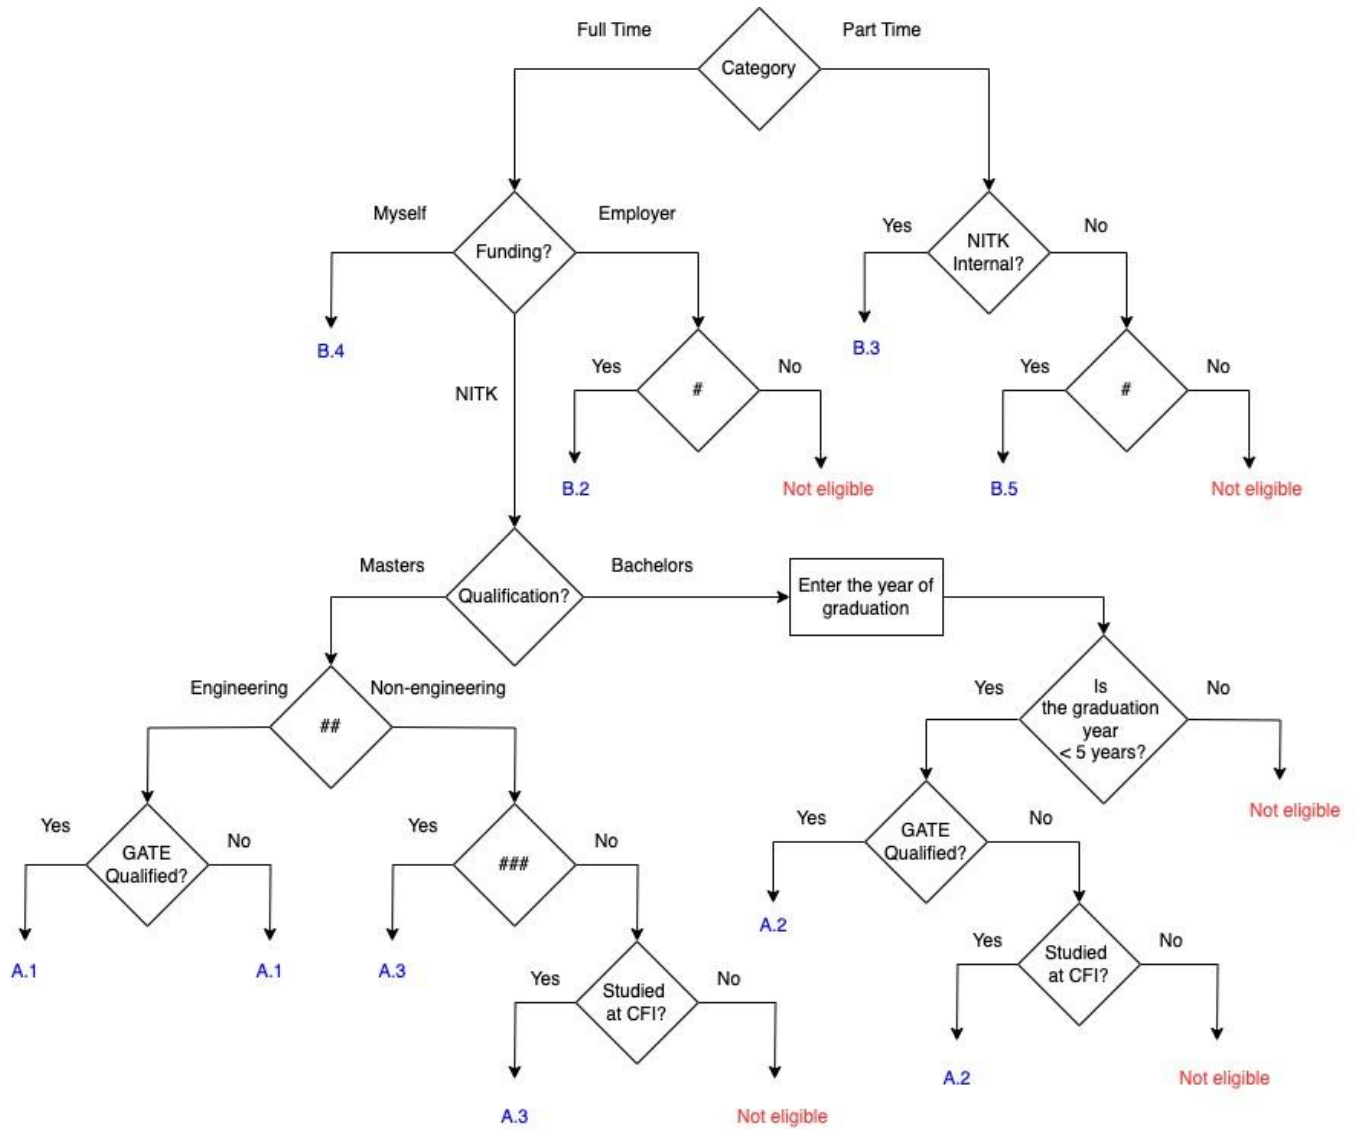 Full Time
Part Time
Category
Myself
Employer
Yes
No
Funding?
NITK
Internal?
B.4
B.3
NITK
Yes
No
Yes
No
#
#
B.2
Not eligible
B.5
Not eligible
Masters
Bachelors
Qualification?
Enter the year of
graduation
Engineering
Non-engineering
##
Yes
No
Is
the graduation
year
< 5 years?
Not eligible
Yes
No
Yes
No
GATE
Qualified?
###
Yes
No
GATE
Qualified?
A.2
A.1
A.1
A.3
Yes
No
Studied
at CFI?
Yes
No
Studied
at CFI?
A.2
Not eligible
A.3
Not eligible